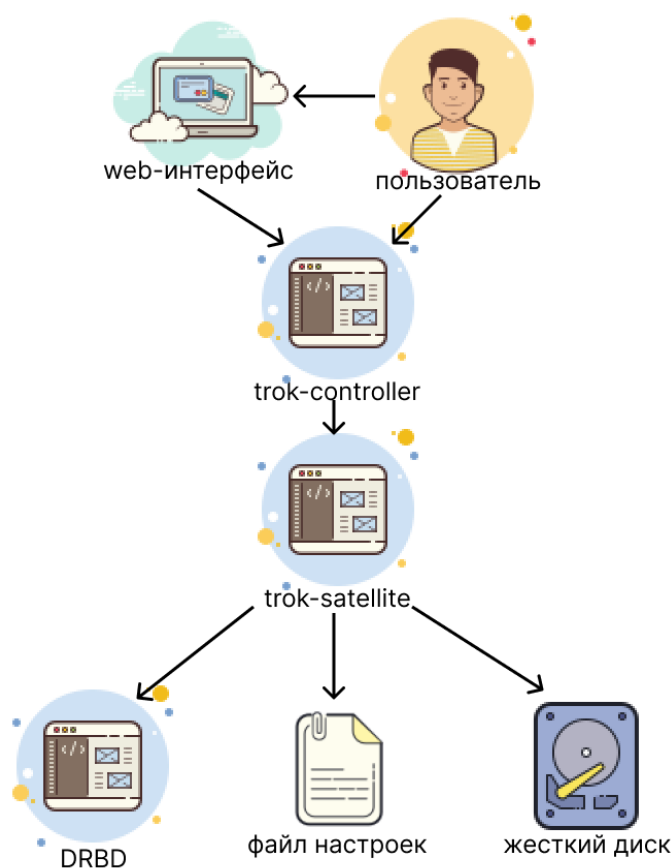 web-интерфейс
пользователь
trok-controller
trok-satellite
DRBD
файл настроек
жесткий диск